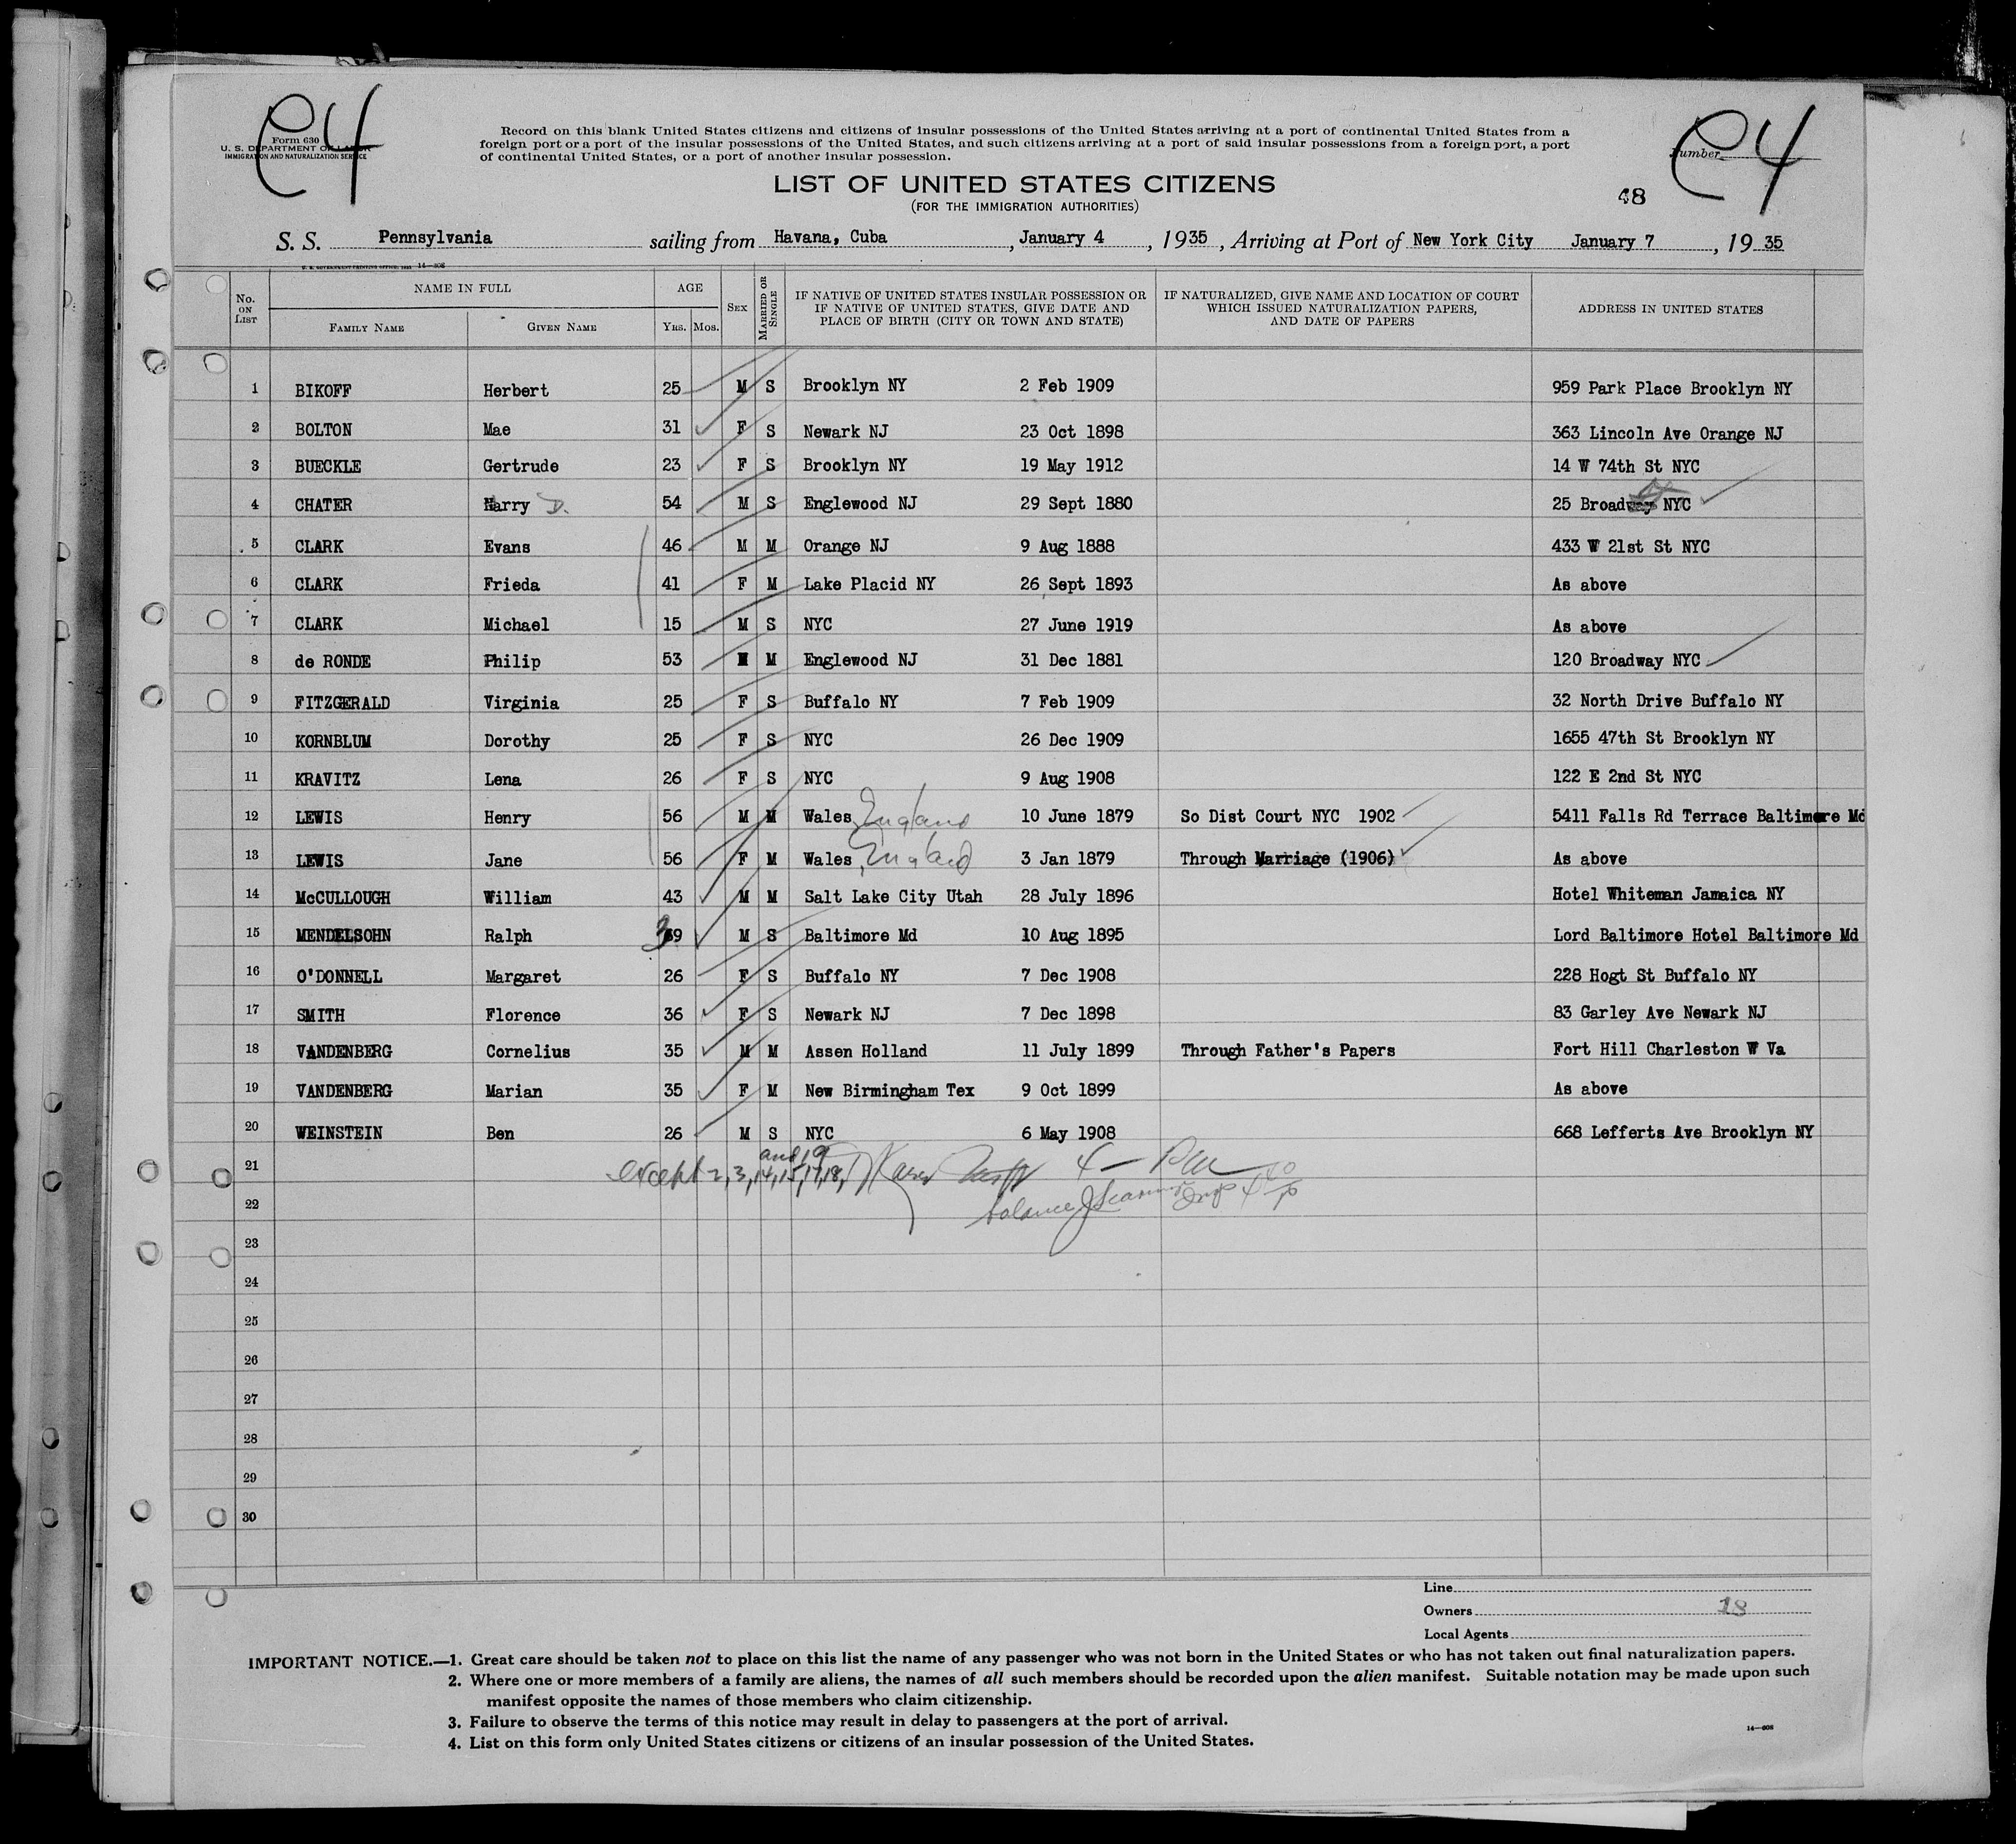 C4
C4
Form 630
U. S. DEPARTMENT OF LABOR
IMMIGRATION AND NATURALIZATION SERVICE
Record on this blank United States citizens and citizens of insular possessions of the United States arriving at a port of continental United States from a
foreign port or a port of the insular possessions of the United States, and such citizens arriving at a port of said insular possessions from a foreign port, a port
of continental United States, or a port of another insular possession.
Number
LIST OF UNITED STATES CITIZENS
(FOR THE IMMIGRATION AUTHORITIES)
48
S. S. Pennsylvania sailing from Havana, Cuba, January 4, 1935, Arriving at Port of New York City January 7, 19 35
14—608
No. ON LIST NAME IN FULL AGE SEX MARRIED OR SINGLE IF NATIVE OF UNITED STATES INSULAR POSSESSION OR IF NATIVE OF UNITED STATES, GIVE DATE AND PLACE OF BIRTH (CITY OR TOWN AND STATE) IF NATURALIZED, GIVE NAME AND LOCATION OF COURT WHICH ISSUED NATURALIZATION PAPERS, AND DATE OF PAPERS ADDRESS IN UNITED STATES
FAMILY NAME GIVEN NAME YRS. MOS.
1 BIKOFF Herbert 25 M S Brooklyn NY 2 Feb 1909 959 Park Place Brooklyn NY
2 BOLTON Mae 31 F S Newark NJ 23 Oct 1898 363 Lincoln Ave Orange NJ
3 BUECKLE Gertrude 23 F S Brooklyn NY 19 May 1912 14 W 74th St NYC
4 CHATER Harry D. 54 M S Englewood NJ 29 Sept 1880 25 Broadway NYC
5 CLARK Evans 46 M M Orange NJ 9 Aug 1888 433 W 21st St NYC
6 CLARK Frieda 41 F M Lake Placid NY 26 Sept 1893 As above
7 CLARK Michael 15 M S NYC 27 June 1919 As above
8 de RONDE Philip 53 M M Englewood NJ 31 Dec 1881 120 Broadway NYC
9 FITZGERALD Virginia 25 F S Buffalo NY 7 Feb 1909 32 North Drive Buffalo NY
10 KORNBLUM Dorothy 25 F S NYC 26 Dec 1909 1655 47th St Brooklyn NY
11 KRAVITZ Lena 26 F S NYC 9 Aug 1908 122 E 2nd St NYC
12 LEWIS Henry 56 M M Wales, England 10 June 1879 So Dist Court NYC 1902 5411 Falls Rd Terrace Baltimore Md
13 LEWIS Jane 56 F M Wales, England 3 Jan 1879 Through Marriage (1906) As above
14 McCULLOUGH William 43 M M Salt Lake City Utah 28 July 1896 Hotel Whiteman Jamaica NY
15 MENDELSOHN Ralph 39 M S Baltimore Md 10 Aug 1895 Lord Baltimore Hotel Baltimore Md
16 O'DONNELL Margaret 26 F S Buffalo NY 7 Dec 1908 228 Hogt St Buffalo NY
17 SMITH Florence 36 F S Newark NJ 7 Dec 1898 83 Garley Ave Newark NJ
18 VANDENBERG Cornelius 35 M M Assen Holland 11 July 1899 Through Father's Papers Fort Hill Charleston W Va
19 VANDENBERG Marian 35 F M New Birmingham Tex 9 Oct 1899 As above
20 WEINSTEIN Ben 26 M S NYC 6 May 1908 668 Lefferts Ave Brooklyn NY
and 19
21 except 2, 3, 14, 15, 17, 18,
22 balance
23
24
25
26
27
28
29
30
Line
Owners 18
Local Agents
IMPORTANT NOTICE.—1. Great care should be taken not to place on this list the name of any passenger who was not born in the United States or who has not taken out final naturalization papers.
2. Where one or more members of a family are aliens, the names of all such members should be recorded upon the alien manifest. Suitable notation may be made upon such
manifest opposite the names of those members who claim citizenship.
3. Failure to observe the terms of this notice may result in delay to passengers at the port of arrival.
4. List on this form only United States citizens or citizens of an insular possession of the United States.
14—608